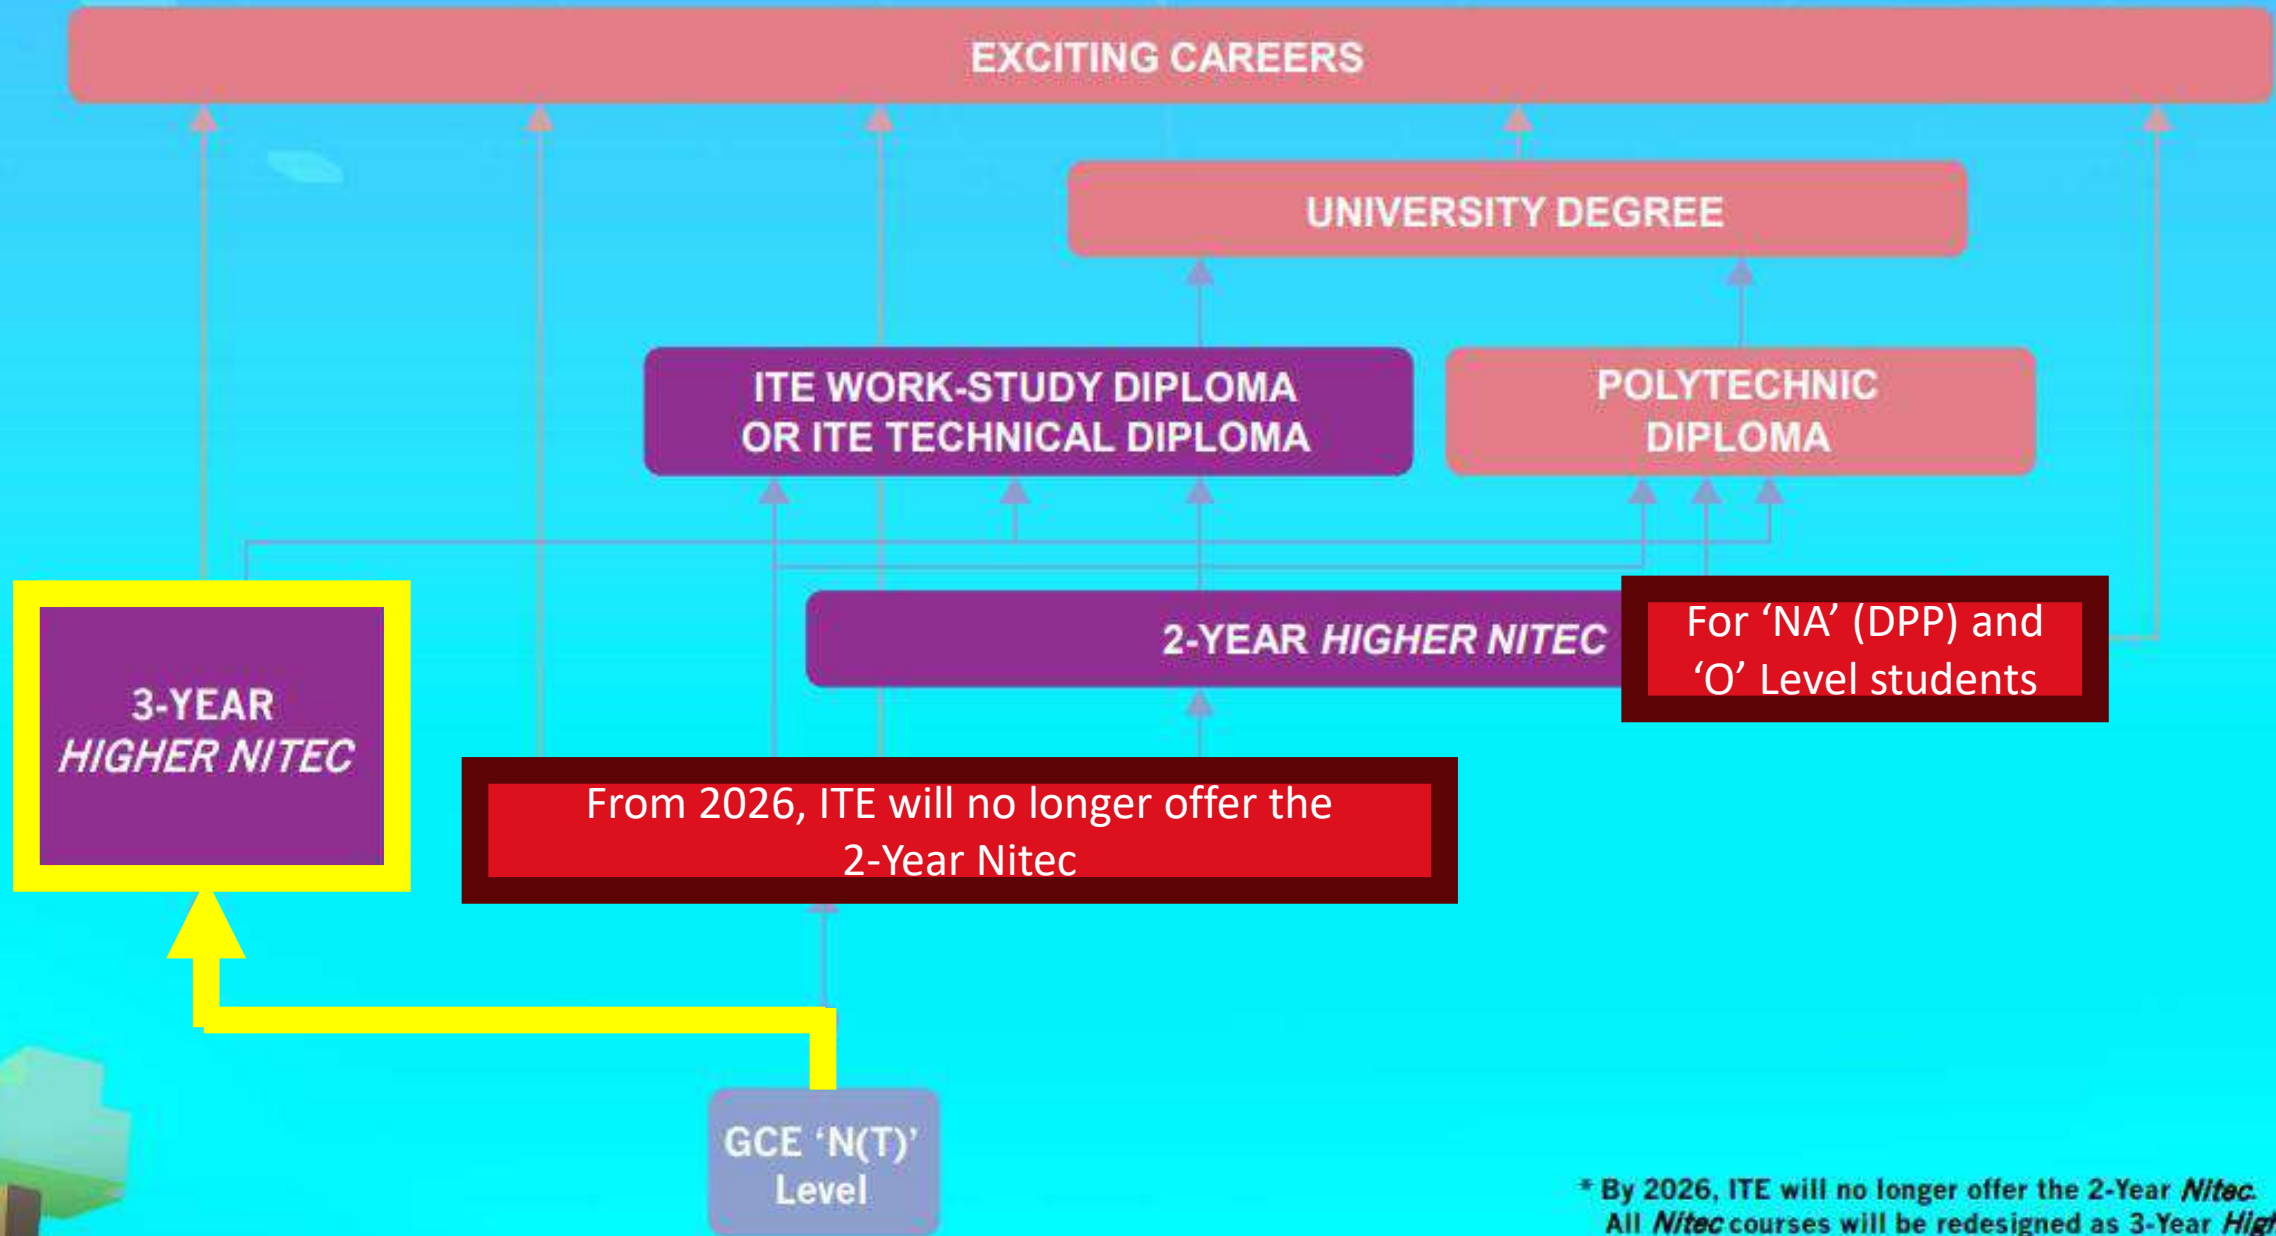 EXCITING CAREERS
UNIVERSITY DEGREE
ITE WORK-STUDY DIPLOMA
OR ITE TECHNICAL DIPLOMA
POLYTECHNIC
DIPLOMA
2-YEAR HIGHER NITEC
For ‘NA’ (DPP) and
‘O’ Level students
3-YEAR
HIGHER NITEC
From 2026, ITE will no longer offer the
2-Year Nitec
GCE ‘N(T)’
Level
* By 2026, ITE will no longer offer the 2-Year Nitec.
All Nitec courses will be redesigned as 3-Year